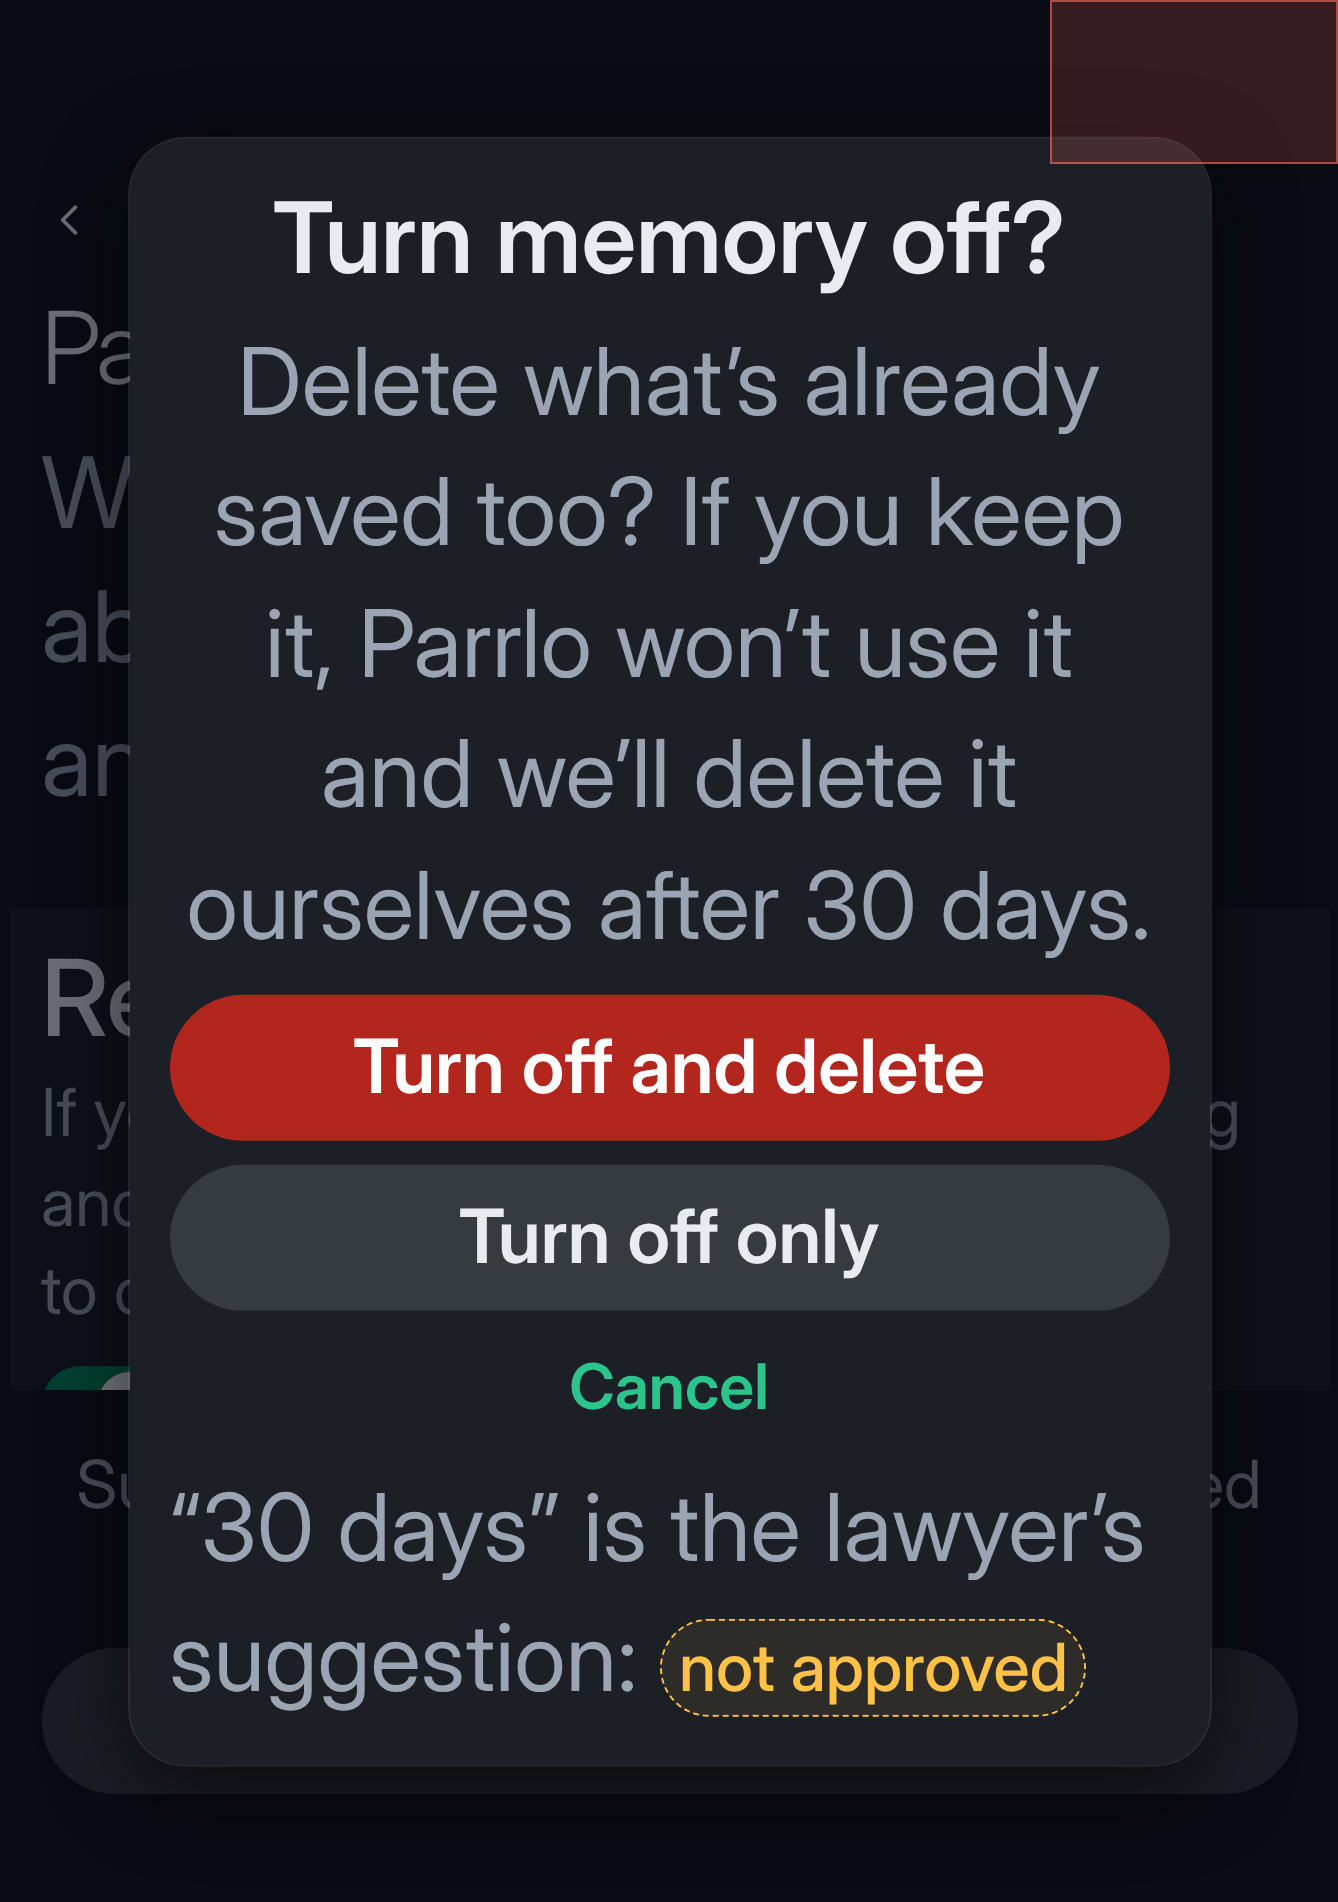 Turn memory off?
Delete what’s already
saved too? If you keep
it, Parrlo won’t use it
and we’ll delete it
ourselves after 30 days.
Turn off and delete
Turn off only
Cancel
“30 days” is the lawyer’s
suggestion: not approved